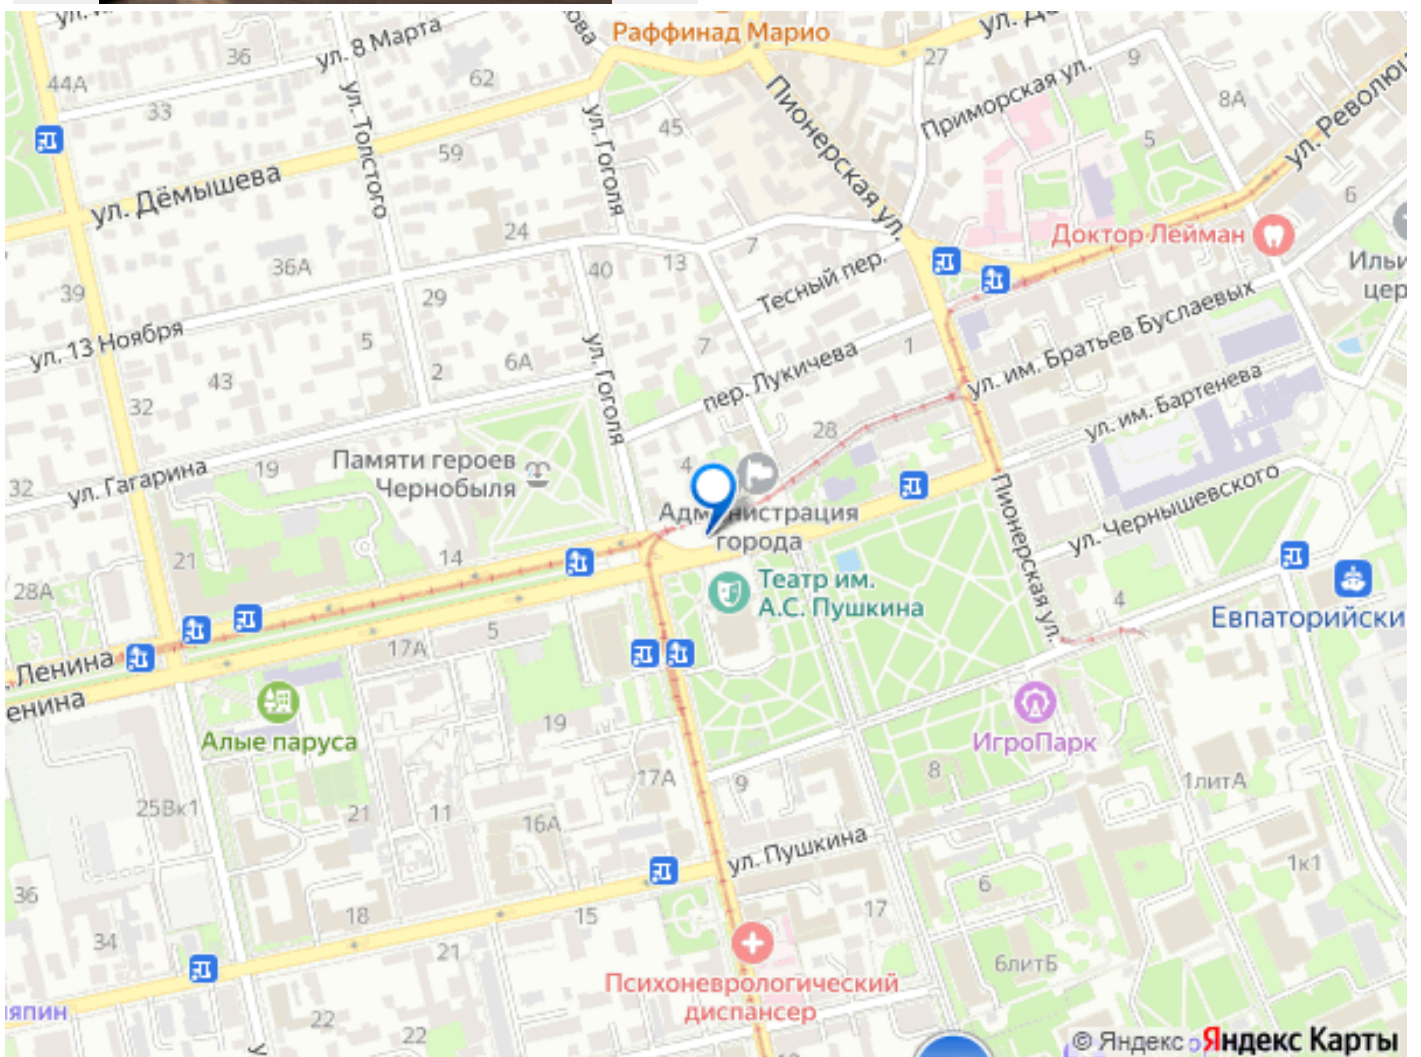 Раффинад Марио
27
9
36
ул. 8 Марта
44А
62
Приморская ул.
8А
33
ул. Толстого
ул. Гоголя
45
Пионерская ул.
5
59
ул. Дёмышева
6
24
7
Доктор Лейман
36А
40
13
Тесный пер.
39
29
ул. 13 Ноября
ул. Гоголя
5
6А
7
1
ул. им. Братьев Буслаевых
43
2
пер. Лукичева
32
ул. им. Бартенева
28
ул. Гагарина
19
Памяти героев
Чернобыля
4
32
Пионерская ул.
ул. Чернышевского
Администрация
города
21
14
28А
Театр им.
А.С. Пушкина
4
5
Евпаторийски
17А
Ленина
енина
Алые паруса
19
ИгроПарк
17А
9
8
1литА
25Вк1
21
11
16А
ул. Пушкина
1к1
36
6
18
15
17
34
21
6литБ
Психоневрологический
диспансер
япин
22
22
© Яндекс
Яндекс Карты